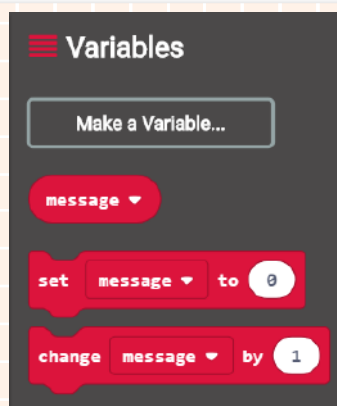 Variables
Make a Variable...
message
set message to 0
change message by 1